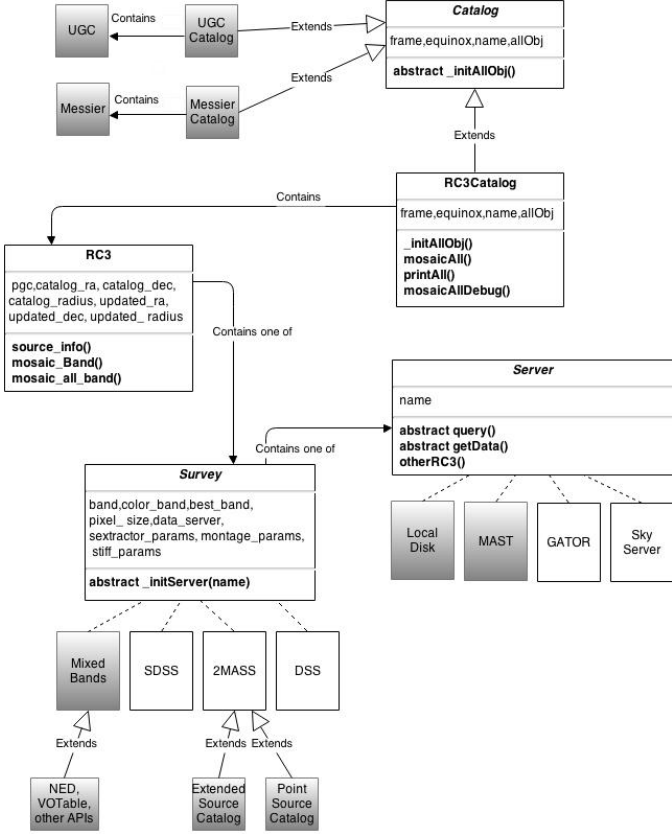 Catalog
frame,equinox,name,allObj
abstract _initAllObj()
UGC
Contains
UGC
Catalog
Extends
Messier
Contains
Messier
Catalog
Extends
Extends
RC3Catalog
frame,equinox,name,allObj
_initAllObj()
mosaicAll()
printAll()
mosaicAllDebug()
Contains
RC3
pgc,catalog_ra, catalog_dec,
catalog_radius, updated_ra,
updated_dec, updated_ radius
source_info()
mosaic_Band()
mosaic_all_band()
Contains one of
Server
name
abstract query()
abstract getData()
otherRC3()
Contains one of
Survey
band,color_band,best_band,
pixel_ size,data_server,
sextractor_params, montage_params,
stiff_params
abstract _initServer(name)
Local
Disk
MAST
GATOR
Sky
Server
Mixed
Bands
SDSS
2MASS
DSS
Extends
Extends
Extends
NED,
VOTable,
other APIs
Extended
Source
Catalog
Point
Source
Catalog